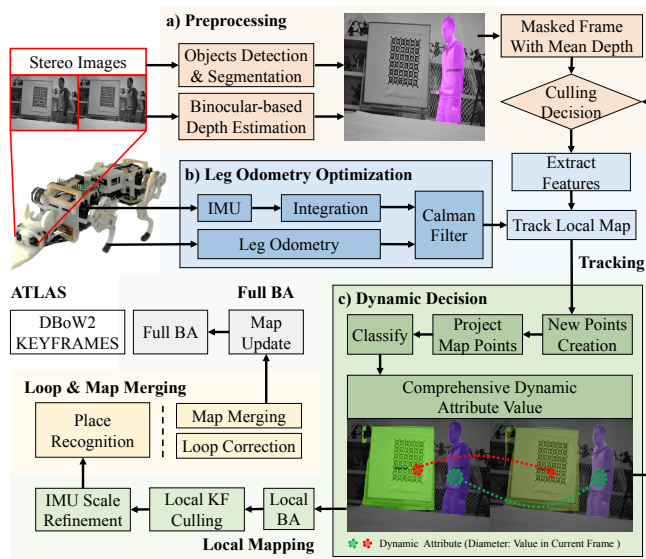 a) Preprocessing
Stereo Images
Objects Detection
& Segmentation
Binocular-based
Depth Estimation
person
Masked Frame
With Mean Depth
Culling
Decision
Extract
Features
Track Local Map
Tracking
b) Leg Odometry Optimization
IMU
Integration
Leg Odometry
Calman
Filter
ATLAS
DBoW2
KEYFRAMES
Full BA
Full BA
Map
Update
c) Dynamic Decision
Classify
Project
Map Points
New Points
Creation
Comprehensive Dynamic
Attribute Value
Dynamic Attribute (Diameter: Value in Current Frame )
Loop & Map Merging
Place
Recognition
Map Merging
Loop Correction
IMU Scale
Refinement
Local KF
Culling
Local
BA
Local Mapping